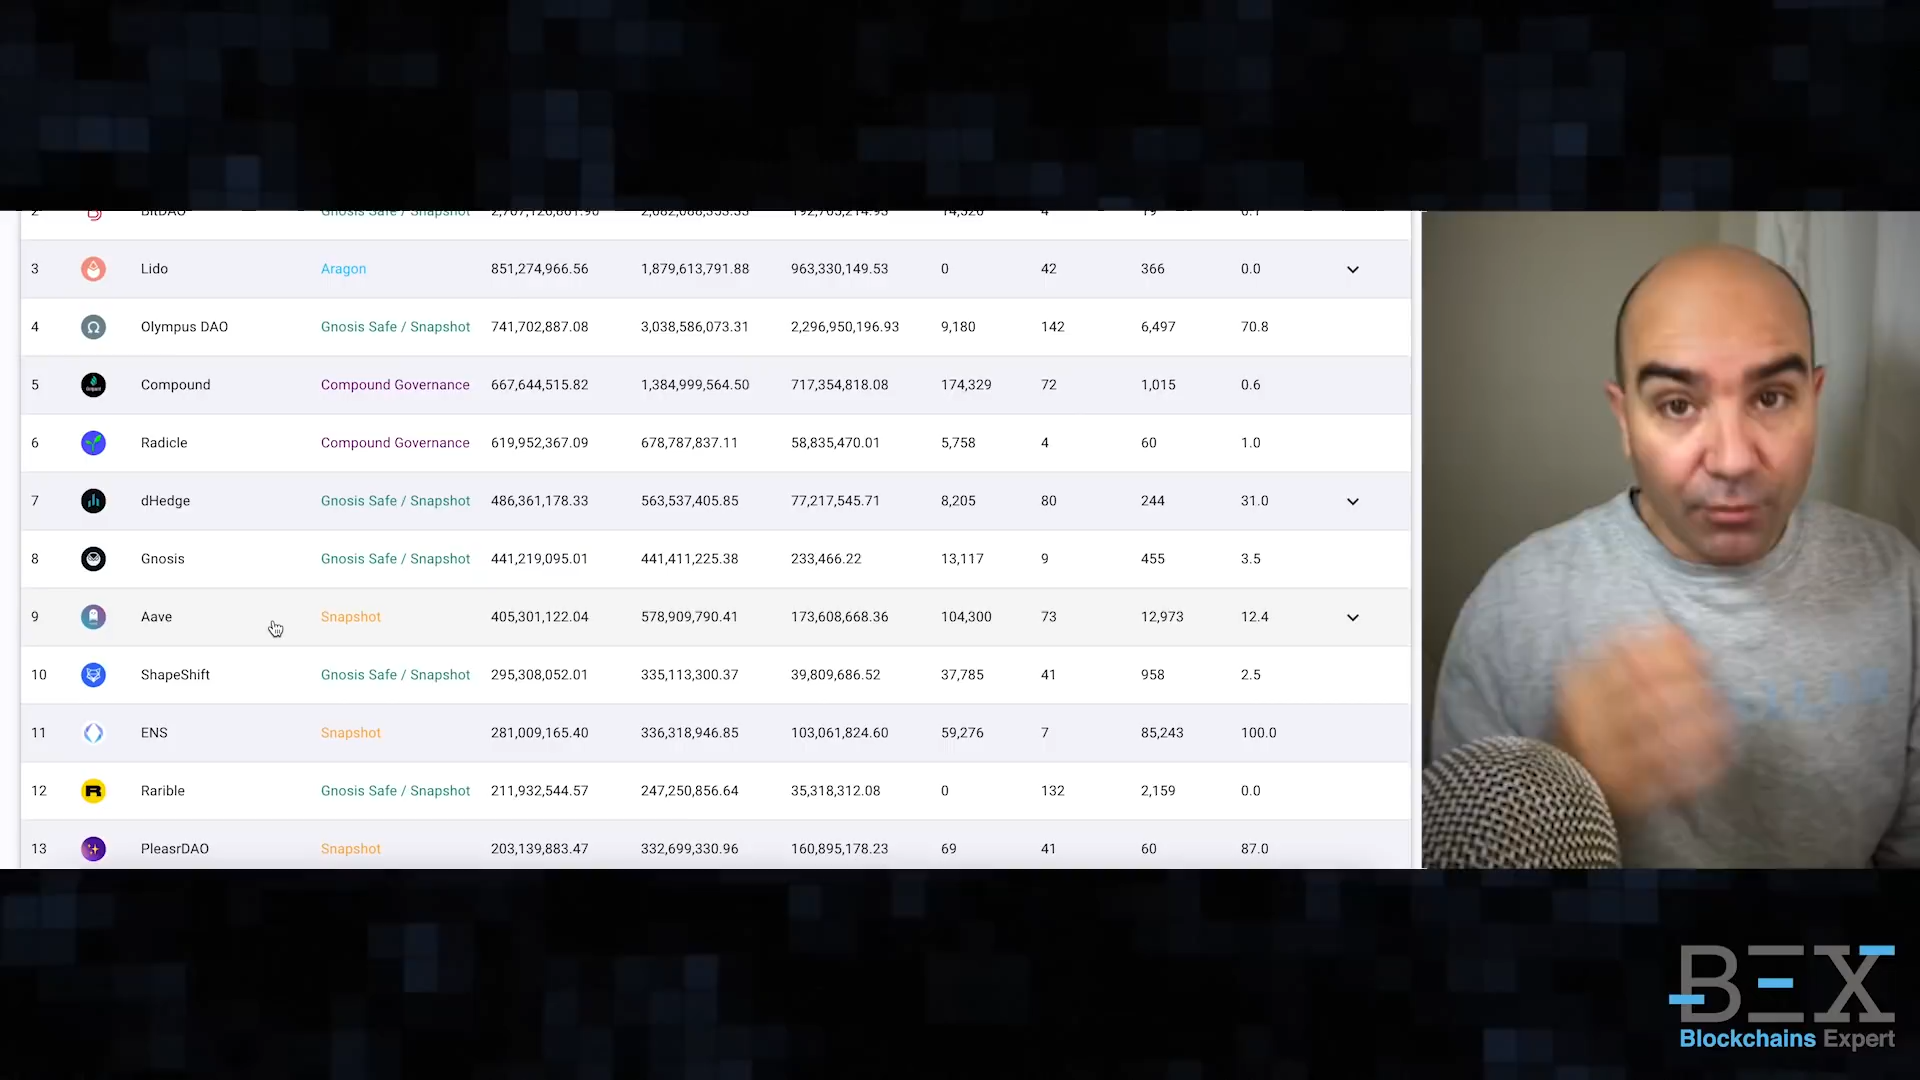 2 BitDAO Gnosis Safe / Snapshot 14,520 4 19 0.1
3 Lido Aragon 851,274,966.56 1,879,613,791.88 963,330,149.53 0 42 366 0.0
4 Olympus DAO Gnosis Safe / Snapshot 741,702,887.08 3,038,586,073.31 2,296,950,196.93 9,180 142 6,497 70.8
5 Compound Compound Governance 667,644,515.82 1,384,999,564.50 717,354,818.08 174,329 72 1,015 0.6
6 Radicle Compound Governance 619,952,367.09 678,787,837.11 58,835,470.01 5,758 4 60 1.0
7 dHedge Gnosis Safe / Snapshot 486,361,178.33 563,537,405.85 77,217,545.71 8,205 80 244 31.0
8 Gnosis Gnosis Safe / Snapshot 441,219,095.01 441,411,225.38 233,466.22 13,117 9 455 3.5
9 Aave Snapshot 405,301,122.04 578,909,790.41 173,608,668.36 104,300 73 12,973 12.4
10 ShapeShift Gnosis Safe / Snapshot 295,308,052.01 335,113,300.37 39,809,686.52 37,785 41 958 2.5
11 ENS Snapshot 281,009,165.40 336,318,946.85 103,061,824.60 59,276 7 85,243 100.0
12 Rarible Gnosis Safe / Snapshot 211,932,544.57 247,250,856.64 35,318,312.08 0 132 2,159 0.0
13 PleasrDAO Snapshot 203,139,883.47 332,699,330.96 160,895,178.23 69 41 60 87.0
BEX
Blockchains Expert